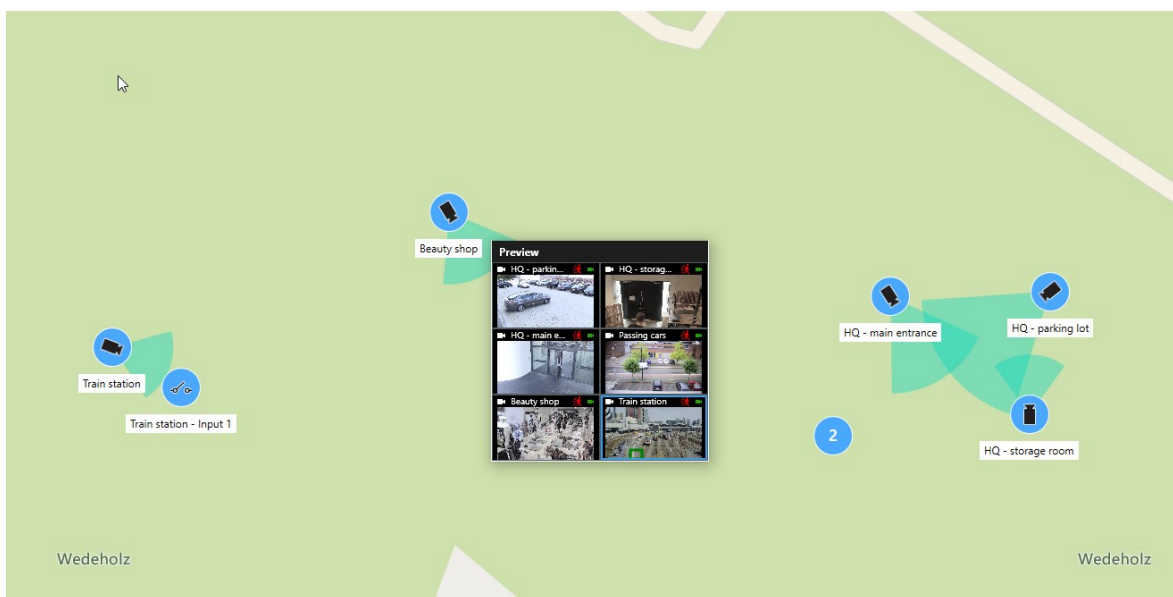 Beauty shop
Preview
HQ - parkin...
HQ - storag...
HQ - main e...
Passing cars
Beauty shop
Train station
HQ - main entrance
HQ - parking lot
Train station
Train station - Input 1
2
HQ - storage room
Wedeholz
Wedeholz